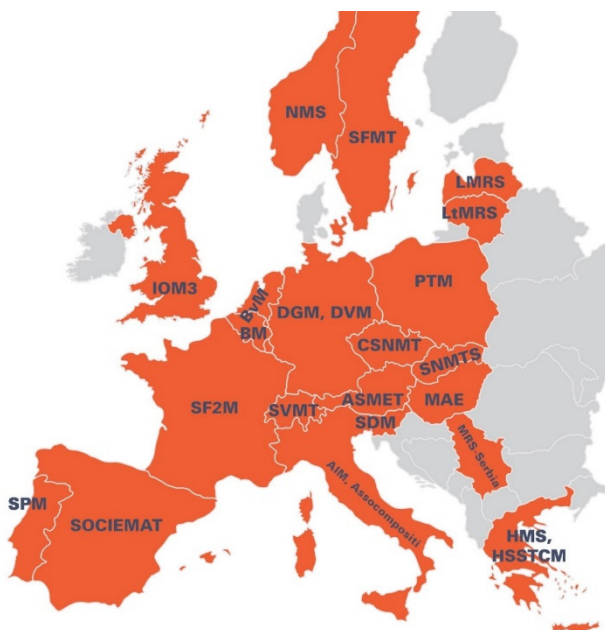 NMS
SFMT
LMRS
LtMRS
IOM3
BvM
BM
DGM, DVM
PTM
CSNMT
SNMTS
SF2M
SVMT
ASMET
MAE
SDM
MRS-Serbia
AIM, Assocompositi
SPM
SOCIEMAT
HMS,
HSSTCM